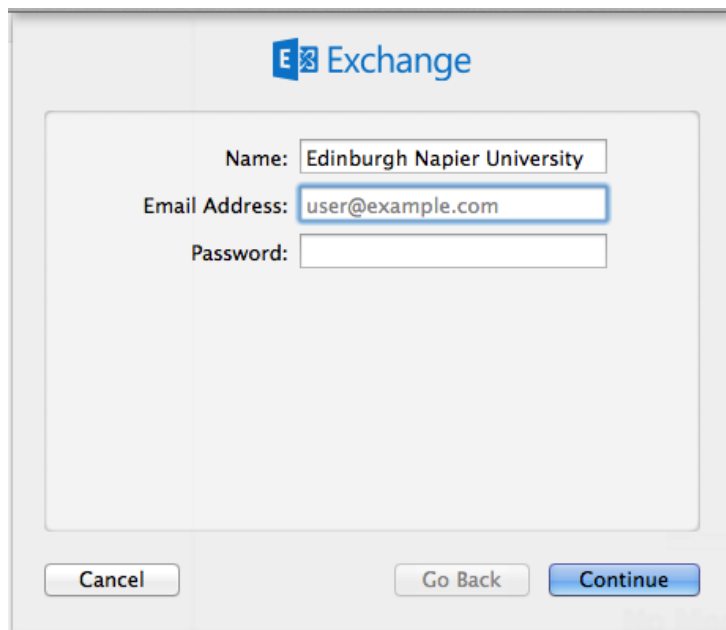 Exchange
Name: Edinburgh Napier University
Email Address: user@example.com
Password:
Cancel Go Back Continue